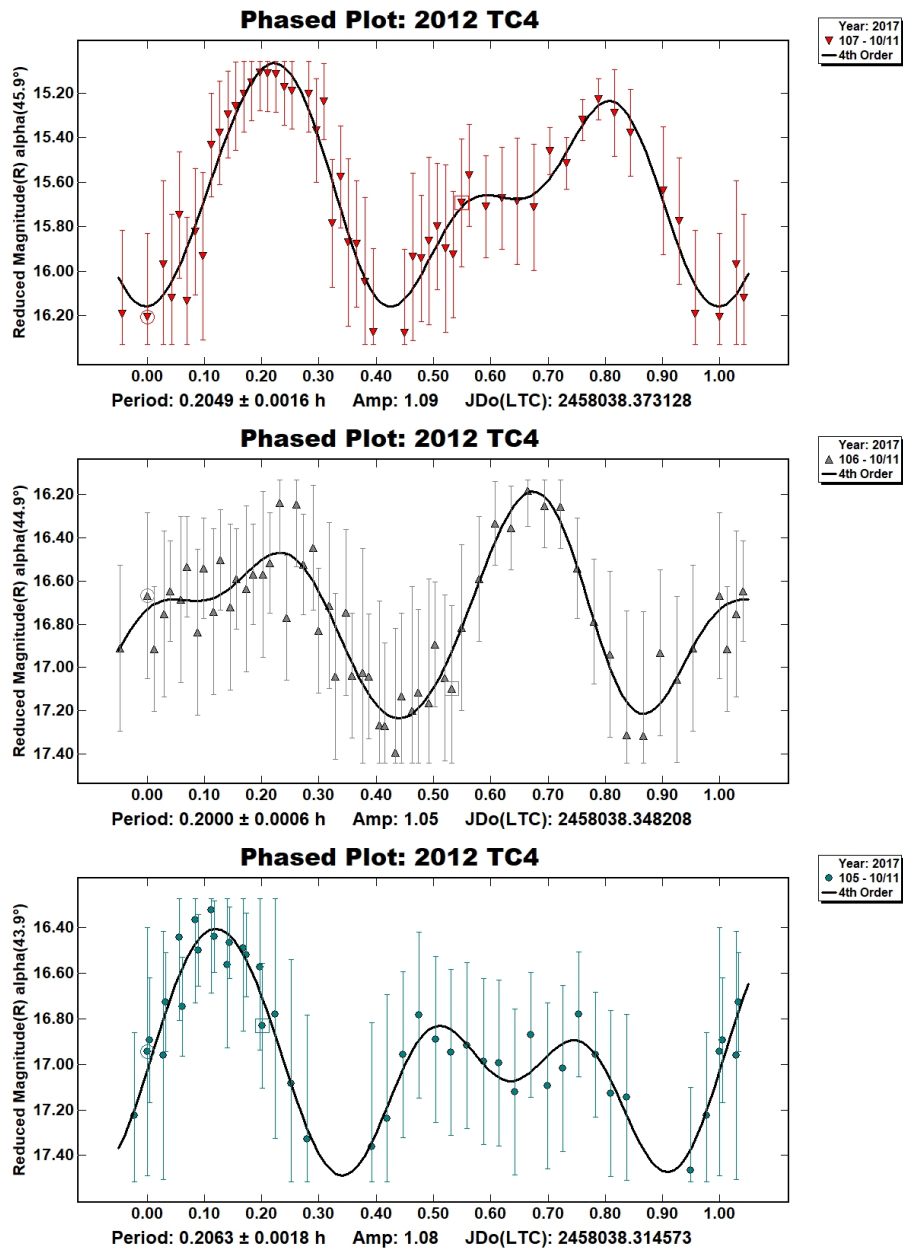 Phased Plot: 2012 TC4
Year: 2017
107 - 10/11
4th Order
Reduced Magnitude(R) alpha(45.9°)
15.20
15.40
15.60
15.80
16.00
16.20
0.00 0.10 0.20 0.30 0.40 0.50 0.60 0.70 0.80 0.90 1.00
Period: 0.2049 ± 0.0016 h Amp: 1.09 JDo(LTC): 2458038.373128
Phased Plot: 2012 TC4
Year: 2017
106 - 10/11
4th Order
Reduced Magnitude(R) alpha(44.9°)
16.20
16.40
16.60
16.80
17.00
17.20
17.40
0.00 0.10 0.20 0.30 0.40 0.50 0.60 0.70 0.80 0.90 1.00
Period: 0.2000 ± 0.0006 h Amp: 1.05 JDo(LTC): 2458038.348208
Phased Plot: 2012 TC4
Year: 2017
105 - 10/11
4th Order
Reduced Magnitude(R) alpha(43.9°)
16.40
16.60
16.80
17.00
17.20
17.40
0.00 0.10 0.20 0.30 0.40 0.50 0.60 0.70 0.80 0.90 1.00
Period: 0.2063 ± 0.0018 h Amp: 1.08 JDo(LTC): 2458038.314573